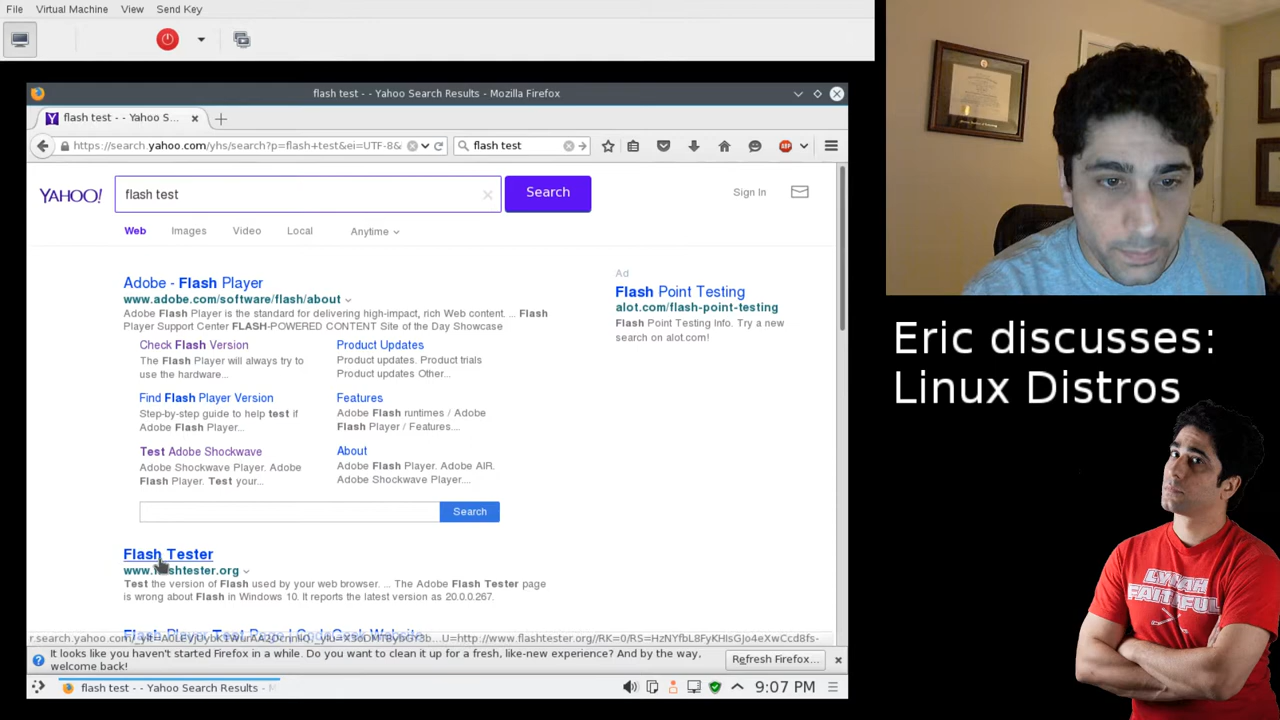 File Virtual Machine View Send Key
flash test - - Yahoo Search Results - Mozilla Firefox
flash test - - Yahoo S...
https://search.yahoo.com/yhs/search?p=flash+test&ei=UTF-8& flash test ABP
YAHOO! flash test Search Sign In
Web Images Video Local Anytime
Adobe - Flash Player
www.adobe.com/software/flash/about
Adobe Flash Player is the standard for delivering high-impact, rich Web content. ... Flash
Player Support Center FLASH-POWERED CONTENT Site of the Day Showcase
Check Flash Version
The Flash Player will always try to
use the hardware...
Product Updates
Product updates. Product trials
Product updates Other...
Find Flash Player Version
Step-by-step guide to help test if
Adobe Flash Player...
Features
Adobe Flash runtimes / Adobe
Flash Player / Features....
Test Adobe Shockwave
Adobe Shockwave Player. Adobe
Flash Player. Test your...
About
Adobe Flash Player. Adobe AIR.
Adobe Shockwave Player....
Search
Flash Tester
www.flashtester.org
Test the version of Flash used by your web browser. ... The Adobe Flash Tester page
is wrong about Flash in Windows 10. It reports the latest version as 20.0.0.267.
Ad
Flash Point Testing
alot.com/flash-point-testing
Flash Point Testing Info. Try a new
search on alot.com!
It looks like you haven't started Firefox in a while. Do you want to clean it up for a fresh, like-new experience? And by the way,
welcome back!
Refresh Firefox...
flash test - - Yahoo Search Results - M
9:07 PM
Eric discusses:
Linux Distros
FAITHFUL